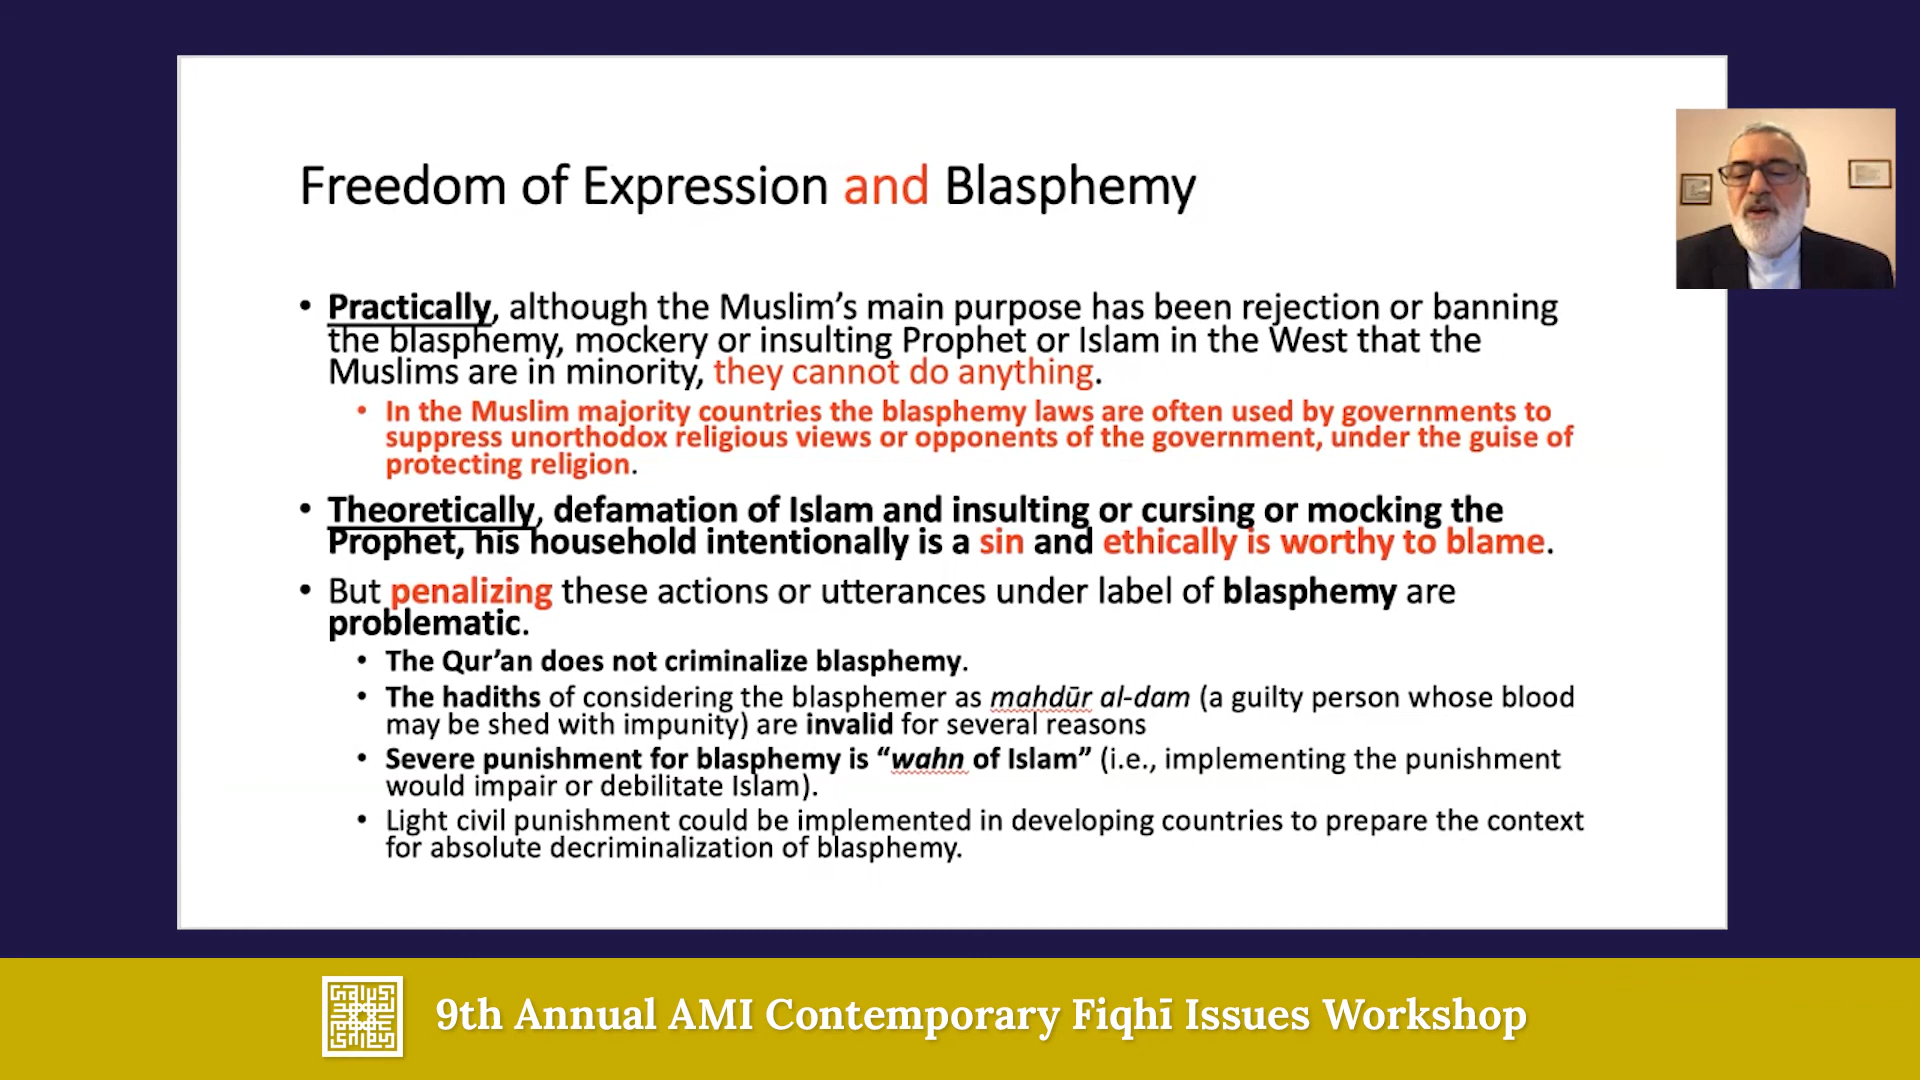 Freedom of Expression and Blasphemy
• Practically, although the Muslim’s main purpose has been rejection or banning
the blasphemy, mockery or insulting Prophet or Islam in the West that the
Muslims are in minority, they cannot do anything.
• In the Muslim majority countries the blasphemy laws are often used by governments to
suppress unorthodox religious views or opponents of the government, under the guise of
protecting religion.
• Theoretically, defamation of Islam and insulting or cursing or mocking the
Prophet, his household intentionally is a sin and ethically is worthy to blame.
• But penalizing these actions or utterances under label of blasphemy are
problematic.
• The Qur’an does not criminalize blasphemy.
• The hadiths of considering the blasphemer as mahdūr al-dam (a guilty person whose blood
may be shed with impunity) are invalid for several reasons
• Severe punishment for blasphemy is “wahn of Islam” (i.e., implementing the punishment
would impair or debilitate Islam).
• Light civil punishment could be implemented in developing countries to prepare the context
for absolute decriminalization of blasphemy.
9th Annual AMI Contemporary Fiqhī Issues Workshop